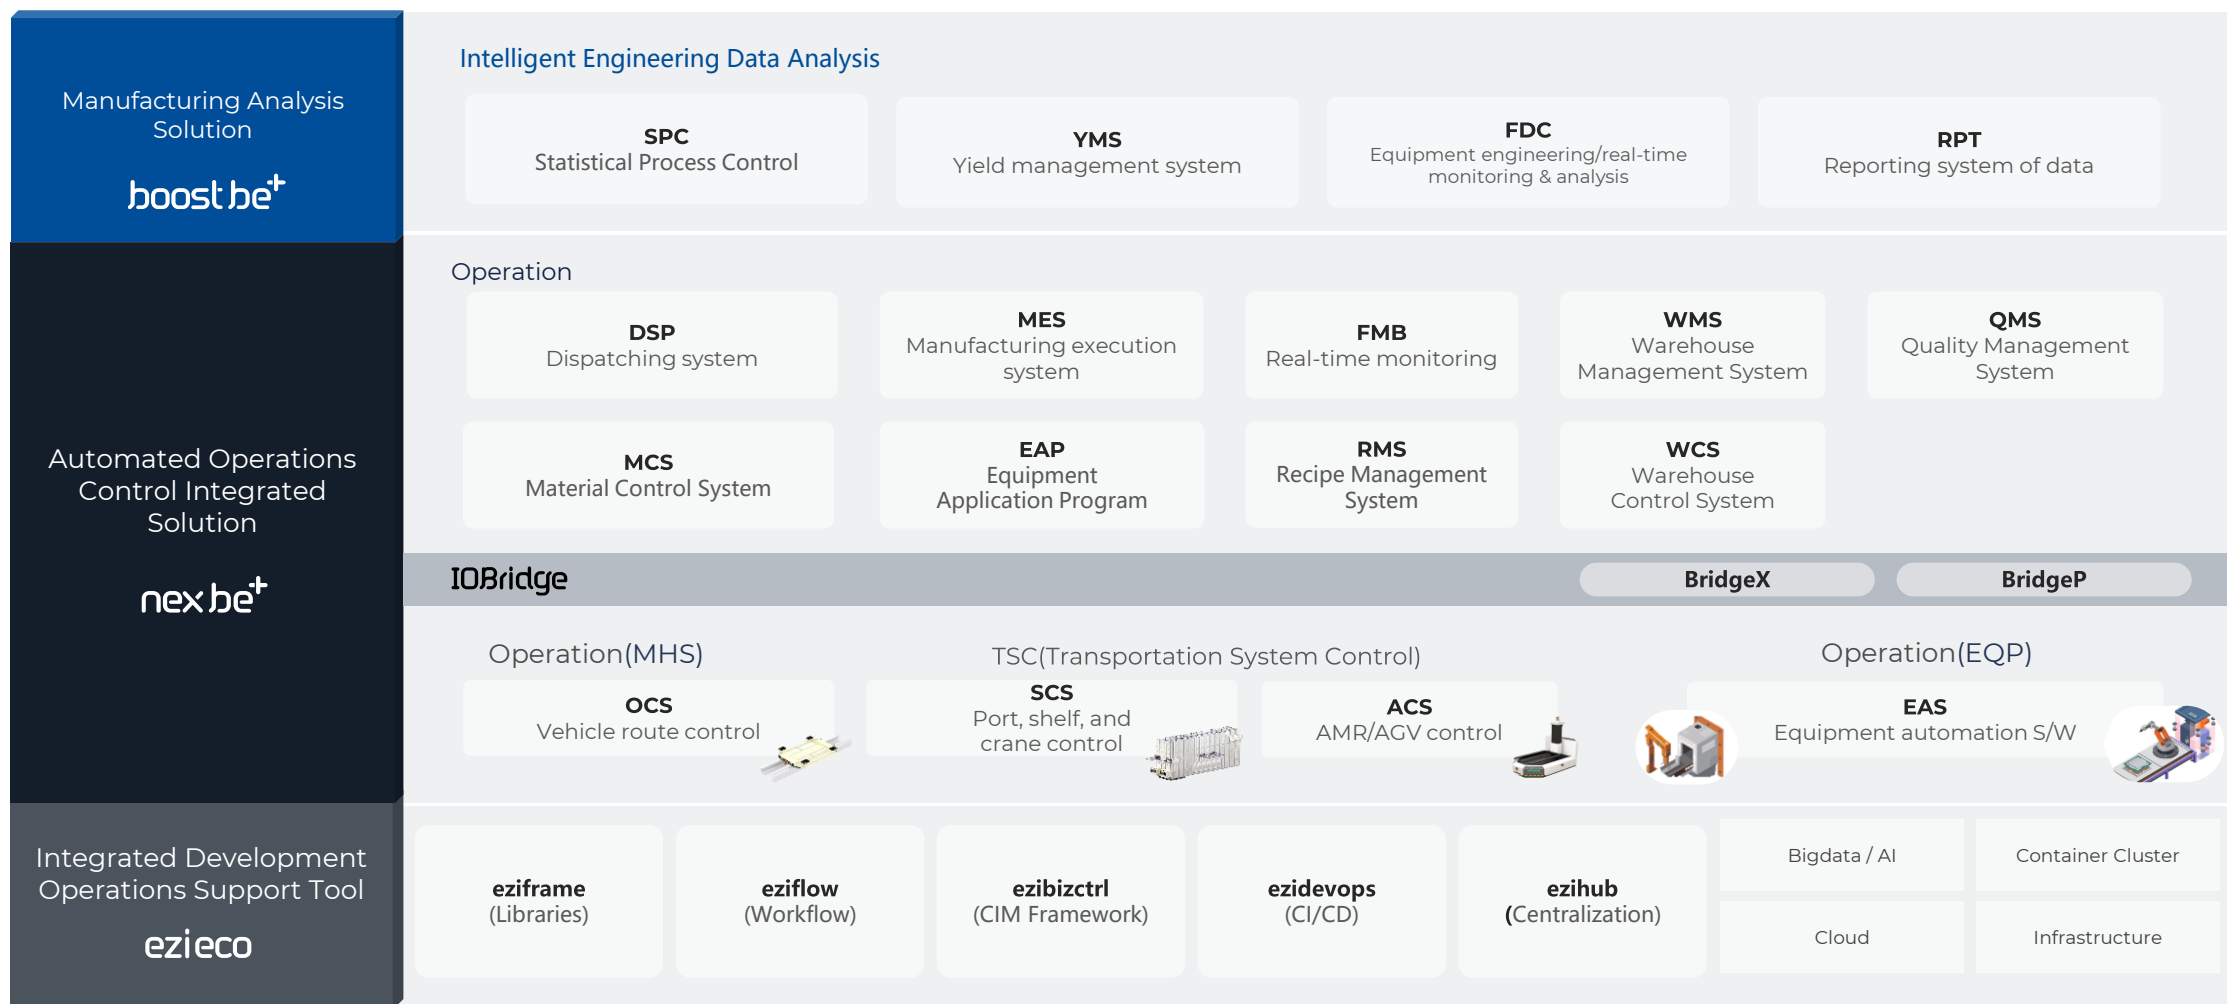 Manufacturing Analysis
Solution
boost be+
Intelligent Engineering Data Analysis
SPC
Statistical Process Control
YMS
Yield management system
FDC
Equipment engineering/real-time
monitoring & analysis
RPT
Reporting system of data
Automated Operations
Control Integrated
Solution
nex be+
Operation
DSP
Dispatching system
MES
Manufacturing execution
system
FMB
Real-time monitoring
WMS
Warehouse
Management System
QMS
Quality Management
System
MCS
Material Control System
EAP
Equipment
Application Program
RMS
Recipe Management
System
WCS
Warehouse
Control System
IOBridge
BridgeX
BridgeP
Operation(MHS)
TSC(Transportation System Control)
Operation(EQP)
OCS
Vehicle route control
SCS
Port, shelf, and
crane control
ACS
AMR/AGV control
EAS
Equipment automation S/W
Integrated Development
Operations Support Tool
ezieco
eziframe
(Libraries)
eziflow
(Workflow)
ezibizctrl
(CIM Framework)
ezidevops
(CI/CD)
ezihub
(Centralization)
Bigdata / AI
Container Cluster
Cloud
Infrastructure